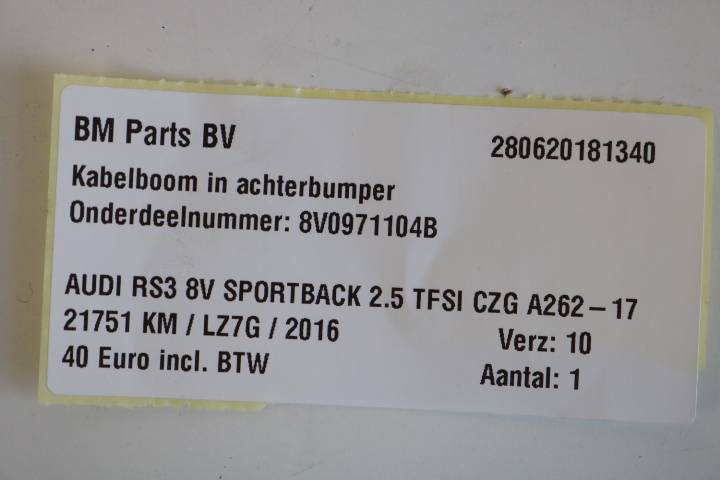 BM Parts BV
280620181340
Kabelboom in achterbumper
Onderdeelnummer: 8V0971104B
AUDI RS3 8V SPORTBACK 2.5 TFSI CZG A262-17
21751 KM / LZ7G / 2016
Verz: 10
40 Euro incl. BTW
Aantal: 1